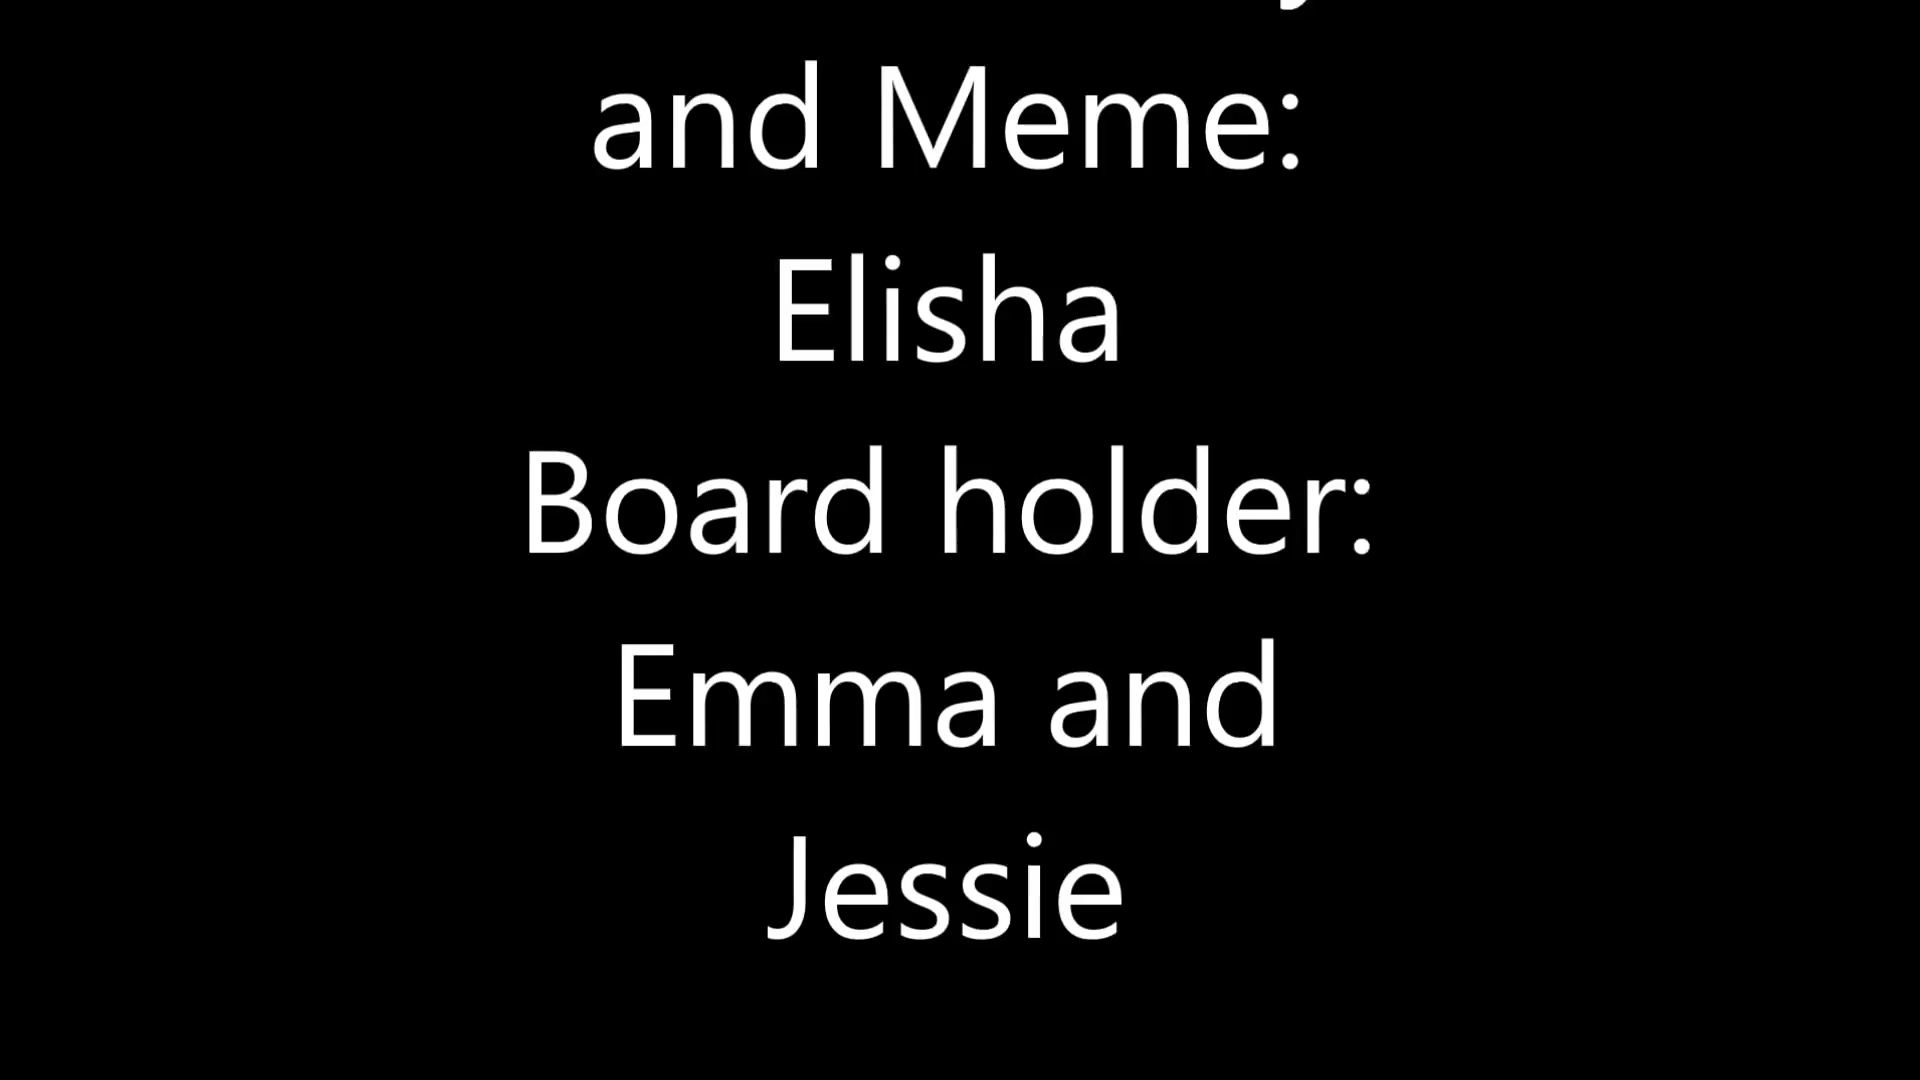 and Meme:
Elisha
Board holder:
Emma and
Jessie